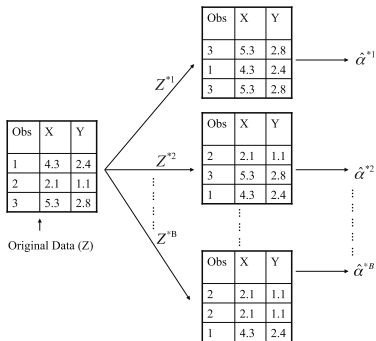 Obs X Y
3 5.3 2.8
1 4.3 2.4
3 5.3 2.8
Z*1
α̂*1
Obs X Y
1 4.3 2.4
2 2.1 1.1
3 5.3 2.8
Original Data (Z)
Z*2
Obs X Y
2 2.1 1.1
3 5.3 2.8
1 4.3 2.4
α̂*2
Z*B
Obs X Y
2 2.1 1.1
2 2.1 1.1
1 4.3 2.4
α̂*B